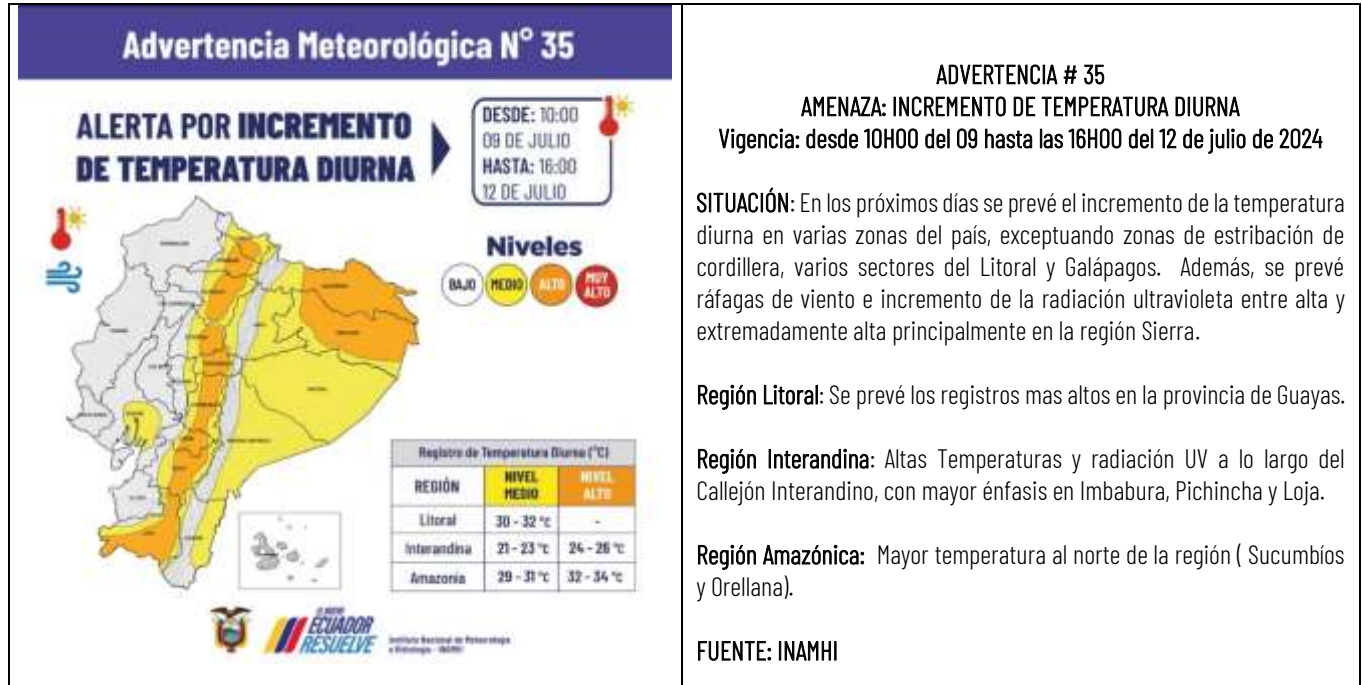 Advertencia Meteorológica N° 35
ALERTA POR INCREMENTO
DE TEMPERATURA DIURNA
DESDE: 10:00
09 DE JULIO
HASTA: 16:00
12 DE JULIO
Niveles
BAJO
MEDIO
ALTO
MUY
ALTO
Registro de Temperatura Diurna (°C)
REGIÓN
NIVEL
MEDIO
NIVEL
ALTO
Litoral
30 - 32 °c
-
Interandina
21 - 23 °c
24 - 26 °c
Amazonía
29 - 31 °c
32 - 34 °c
EL NUEVO
ECUADOR
RESUELVE
Instituto Nacional de Meteorología
e Hidrología - INAMHI
ADVERTENCIA # 35
AMENAZA: INCREMENTO DE TEMPERATURA DIURNA
Vigencia: desde 10H00 del 09 hasta las 16H00 del 12 de julio de 2024
SITUACIÓN: En los próximos días se prevé el incremento de la temperatura
diurna en varias zonas del país, exceptuando zonas de estribación de
cordillera, varios sectores del Litoral y Galápagos. Además, se prevé
ráfagas de viento e incremento de la radiación ultravioleta entre alta y
extremadamente alta principalmente en la región Sierra.
Región Litoral: Se prevé los registros mas altos en la provincia de Guayas.
Región Interandina: Altas Temperaturas y radiación UV a lo largo del
Callejón Interandino, con mayor énfasis en Imbabura, Pichincha y Loja.
Región Amazónica: Mayor temperatura al norte de la región ( Sucumbíos
y Orellana).
FUENTE: INAMHI